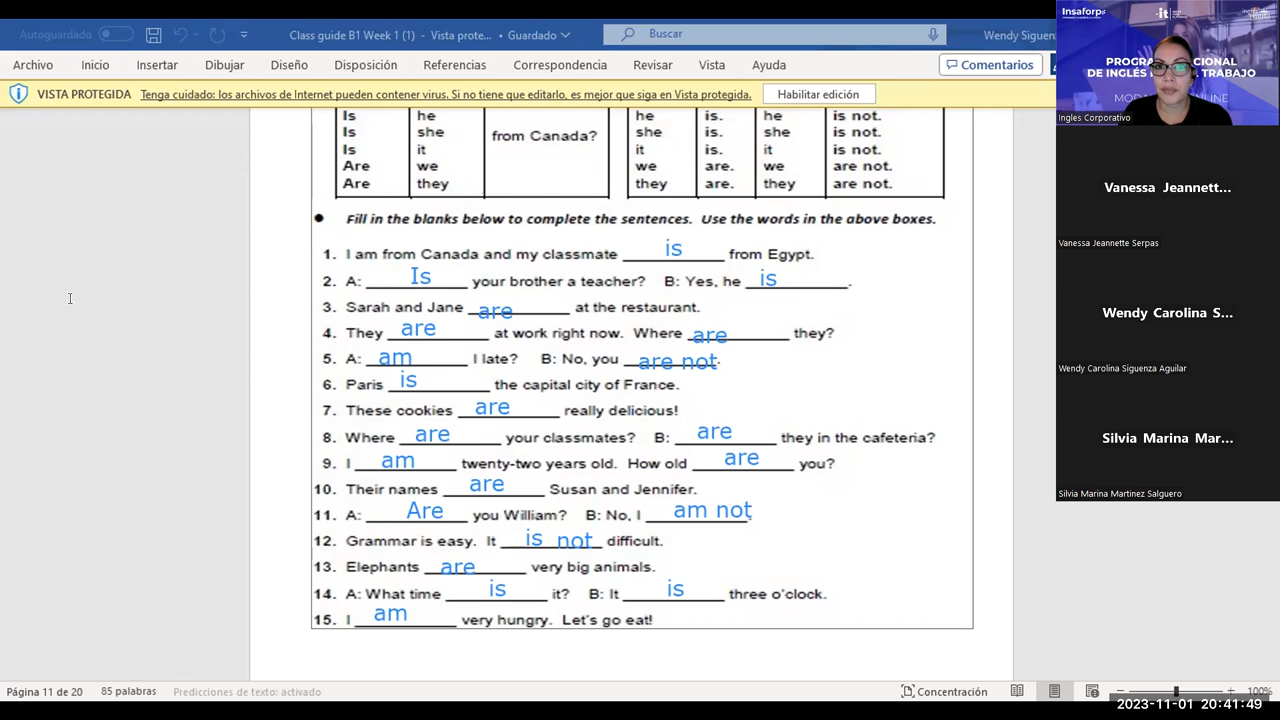 Autoguardado
Class guide B1 Week 1 (1) - Vista prote... • Guardado
Buscar
Wendy Siguenz
Archivo Inicio Insertar Dibujar Disposición Referencias Correspondencia Revisar Vista Ayuda
Comentarios
VISTA PROTEGIDA Tenga cuidado: los archivos de Internet pueden contener virus. Si no tiene que editarlo, es mejor que siga en Vista protegida. Habilitar edición
Is he he is. he is not.
Is she from Canada? she is. she is not.
Is it it is. it is not.
Are we we are. we are not.
Are they they are. they are not.
● Fill in the blanks below to complete the sentences. Use the words in the above boxes.
1. I am from Canada and my classmate is from Egypt.
2. A: Is your brother a teacher? B: Yes, he is.
3. Sarah and Jane are at the restaurant.
4. They are at work right now. Where are they?
5. A: am I late? B: No, you are not.
6. Paris is the capital city of France.
7. These cookies are really delicious!
8. Where are your classmates? B: are they in the cafeteria?
9. I am twenty-two years old. How old are you?
10. Their names are Susan and Jennifer.
11. A: Are you William? B: No, I am not.
12. Grammar is easy. It is not difficult.
13. Elephants are very big animals.
14. A: What time is it? B: It is three o'clock.
15. I am very hungry. Let's go eat!
Página 11 de 20 85 palabras Predicciones de texto: activado
Concentración
100%
Insaforp
it
DE INGLÉS
TRABAJO
Ingles Corporativo
Vanessa Jeannett...
Vanessa Jeannette Serpas
Wendy Carolina S...
Wendy Carolina Siguenza Aguilar
Silvia Marina Mar...
Silvia Marina Martinez Salguero
2023-11-01 20:41:49